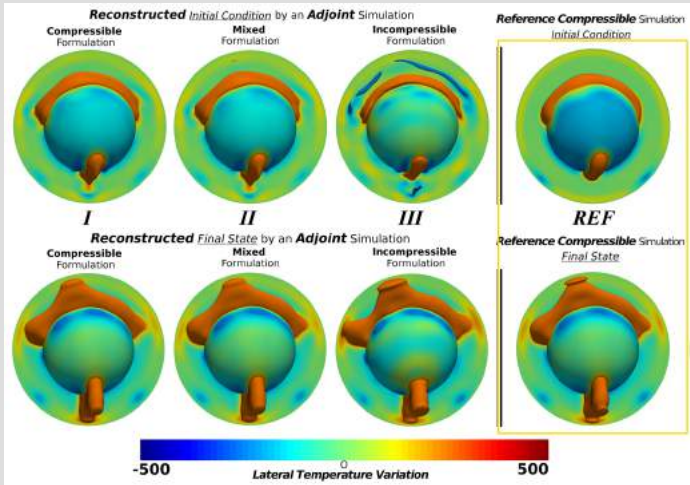 Reconstructed Initial Condition by an Adjoint Simulation
Reference Compressible Simulation
Initial Condition
Compressible
Formulation
Mixed
Formulation
Incompressible
Formulation
I
II
III
REF
Reconstructed Final State by an Adjoint Simulation
Reference Compressible Simulation
Final State
Compressible
Formulation
Mixed
Formulation
Incompressible
Formulation
-500
0
500
Lateral Temperature Variation